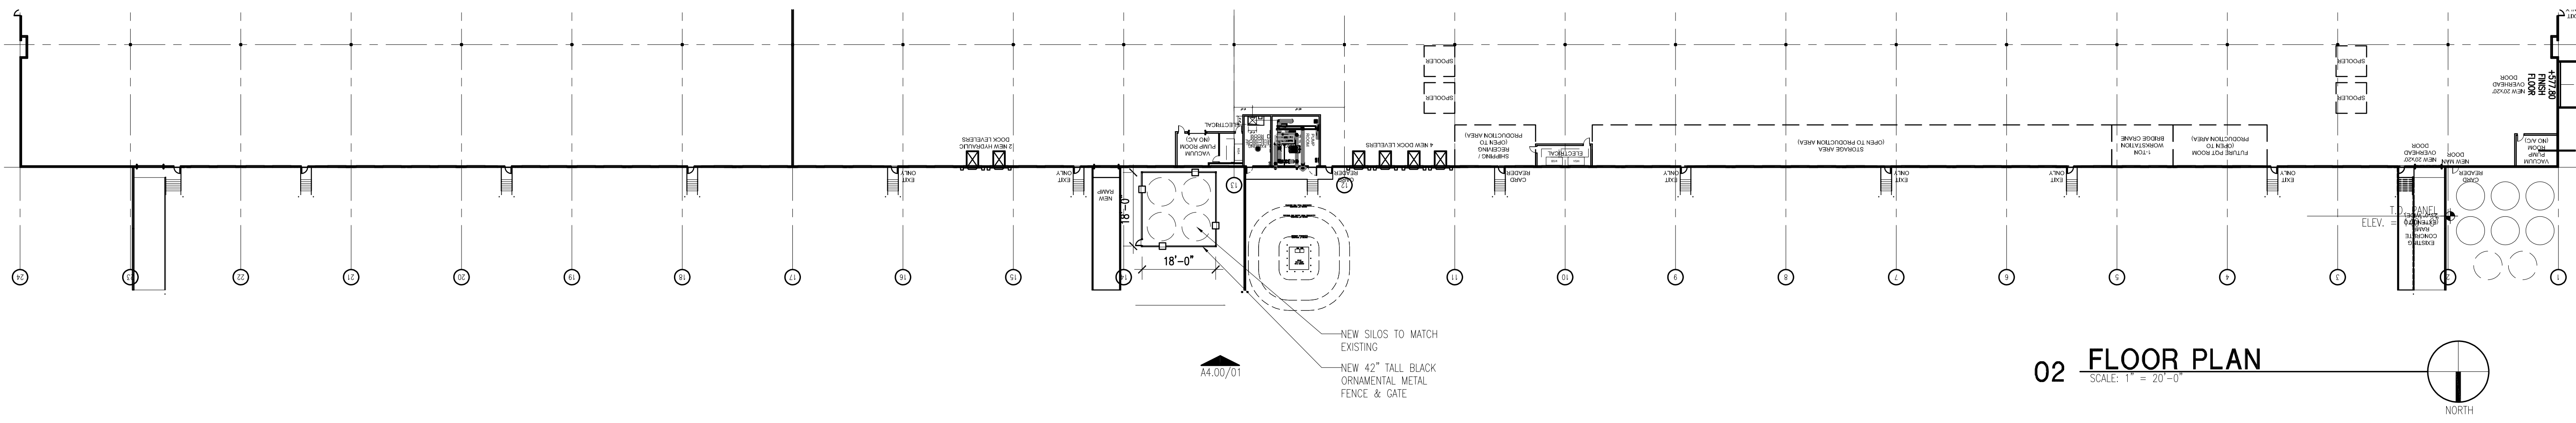 SPOOLER
SPOOLER
SPOOLER
SPOOLER
+577.80
FINISH
FLOOR
NEW 20'x20'
OVERHEAD
DOOR
2 NEW HYDRAULIC
DOCK LEVELERS
VACUUM
PUMP ROOM
(NO A/C)
ELECTRICAL
PUMP
ROOM
4 NEW DOCK LEVELERS
SHIPPING /
RECEIVING
(OPEN TO
PRODUCTION AREA)
ELECTRICAL
STORAGE AREA
(OPEN TO PRODUCTION AREA)
1-TON
WORKSTATION
BRIDGE CRANE
FUTURE POT ROOM
(OPEN TO
PRODUCTION AREA)
NEW 20'x20'
OVERHEAD
DOOR
NEW MAN
DOOR
VACUUM
PUMP
ROOM
(NO A/C)
EXIT
ONLY
EXIT
ONLY
NEW
RAMP
18'-0"
18'-0"
CARD
READER
CARD
READER
EXIT
ONLY
EXIT
ONLY
EXIT
ONLY
EXIT
ONLY
CARD
READER
T.O. PANEL
ELEV. =
EXISTING
CONCRETE
RAMP
24
23
22
21
20
19
18
17
16
15
14
13
12
11
10
9
8
7
6
5
4
3
2
1
NEW SILOS TO MATCH
EXISTING
NEW 42" TALL BLACK
ORNAMENTAL METAL
FENCE & GATE
A4.00/01
02 FLOOR PLAN
SCALE: 1" = 20'-0"
NORTH